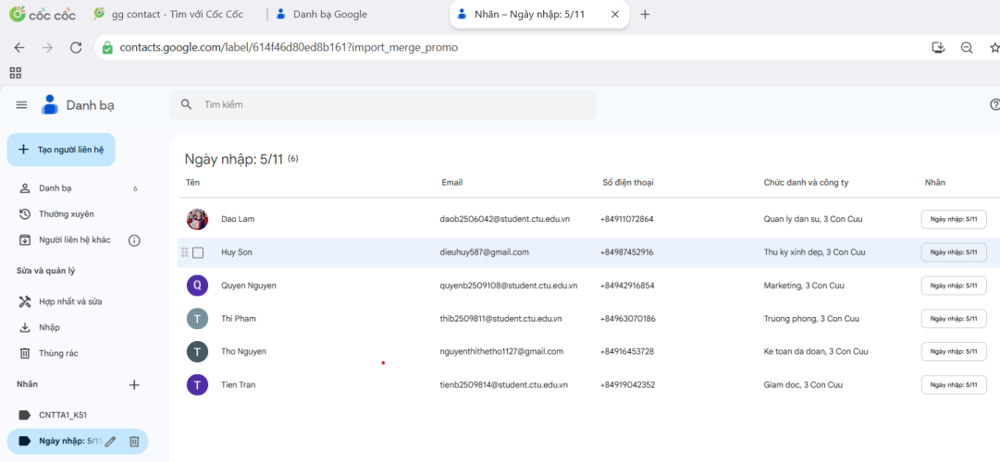 cốc cốc
gg contact - Tìm với Cốc Cốc
Danh bạ Google
Nhãn – Ngày nhập: 5/11
contacts.google.com/label/614f46d80ed8b161?import_merge_promo
Danh bạ
Tìm kiếm
Tạo người liên hệ
Danh bạ 6
Thường xuyên
Người liên hệ khác
Sửa và quản lý
Hợp nhất và sửa
Nhập
Thùng rác
Nhãn
CNTTA1_K51
Ngày nhập: 5/11
Ngày nhập: 5/11 (6)
Tên Email Số điện thoại Chức danh và công ty Nhãn
Dao Lam daob2506042@student.ctu.edu.vn +84911072864 Quan ly dan su, 3 Con Cuu Ngày nhập: 5/11
Huy Son dieuhuy587@gmail.com +84987452916 Thu ky xinh dep, 3 Con Cuu Ngày nhập: 5/11
Q Quyen Nguyen quyenb2509108@student.ctu.edu.vn +84942916854 Marketing, 3 Con Cuu Ngày nhập: 5/11
T Thi Pham thib2509811@student.ctu.edu.vn +84963070186 Truong phong, 3 Con Cuu Ngày nhập: 5/11
T Tho Nguyen nguyenthithetho1127@gmail.com +84916453728 Ke toan da doan, 3 Con Cuu Ngày nhập: 5/11
T Tien Tran tienb2509814@student.ctu.edu.vn +84919042352 Giam doc, 3 Con Cuu Ngày nhập: 5/11